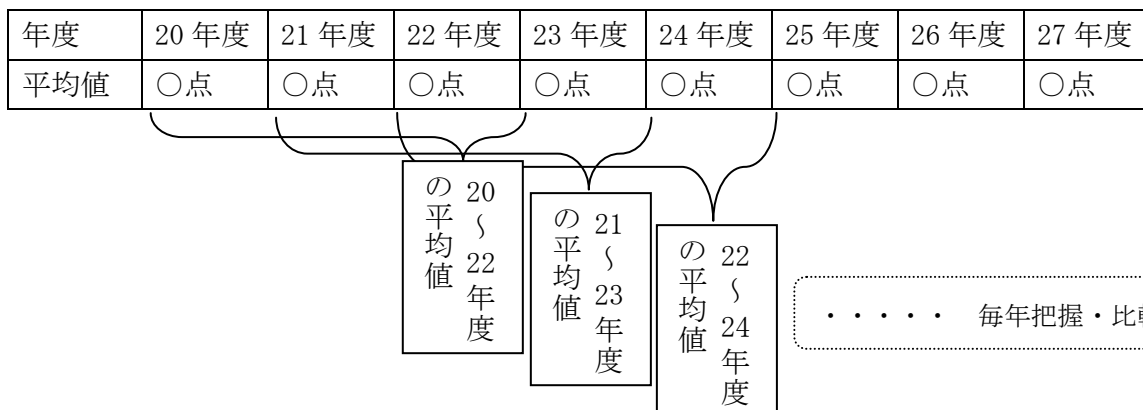 年度 20年度 21年度 22年度 23年度 24年度 25年度 26年度 27年度
平均値 ○点 ○点 ○点 ○点 ○点 ○点 ○点 ○点
20～22年度
の平均値
21～23年度
の平均値
22～24年度
の平均値
・・・・・ 毎年把握・比